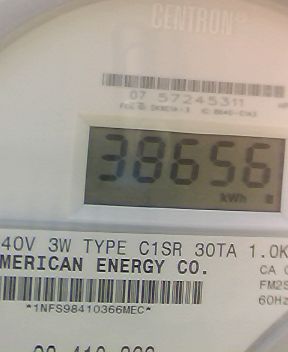 CENTRON®
07 57245311
38656
kWh
40V 3W TYPE C1SR 30TA 1.0K
MERICAN ENERGY CO.
CA
FM2S
60Hz
*1NFS98410366MEC*